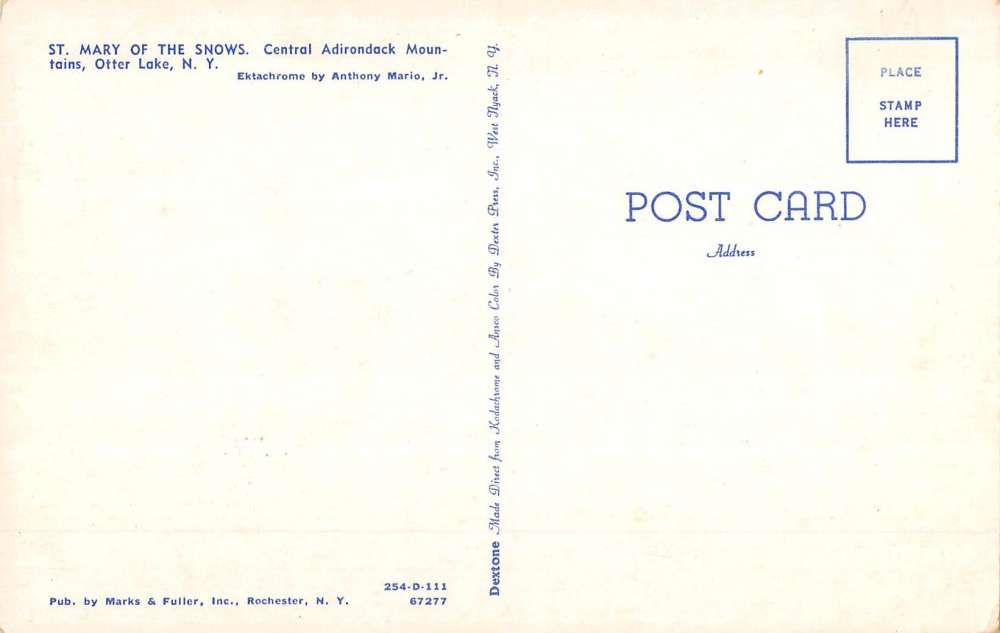 ST. MARY OF THE SNOWS. Central Adirondack Moun-
tains, Otter Lake, N. Y.
Ektachrome by Anthony Mario, Jr.
Dextone Made Direct from Kodachrome and Ansco Color By Dexter Press, Inc., West Nyack, N. Y.
PLACE
STAMP
HERE
POST CARD
Address
254-D-111
Pub. by Marks & Fuller, Inc., Rochester, N. Y. 67277